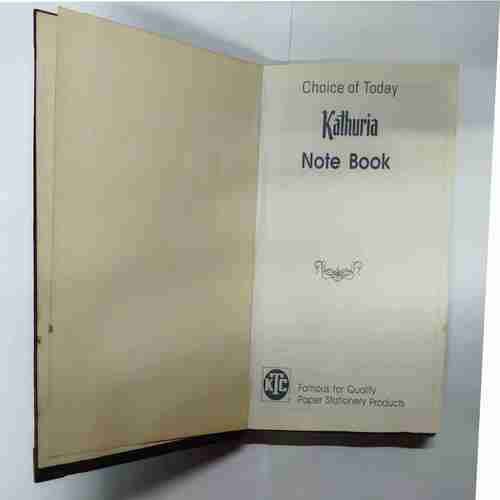 Choice of Today
Kathuria
Note Book
KTC
Famous for Quality
Paper Stationery Products